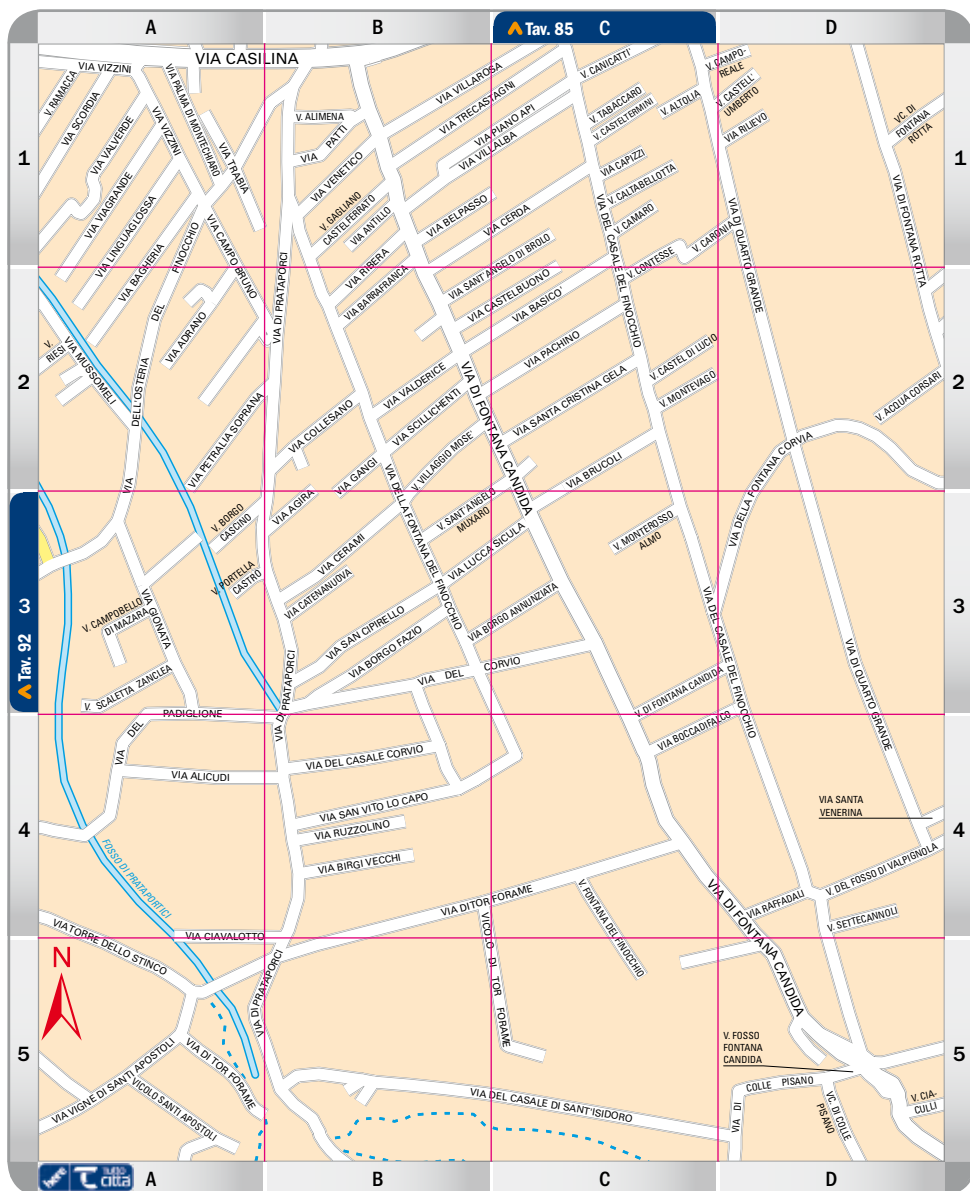 A
B
Tav. 85
C
D
1
2
3
4
5
1
2
3
4
5
Tav. 92
VIA CASILINA
VIA VIZZINI
V. RAMACCA
VIA SCORDIA
VIA VALVERDE
VIA VIAGRANDE
VIA LINGUAGLOSSA
VIA BAGHERIA
VIA PALMA DI MONTECHIARO
VIA VIZZINI
VIA TRABIA
VIA CAMPO BRUNO
VIA DELL'OSTERIA DEL FINOCCHIO
VIA ADRANO
V.
RIESI
VIA MUSSOMELI
VIA PETRALIA SOPRANA
V. BORGO
CASCINO
V. PORTELLA
CASTRO
V. CAMPOBELLO
DI MAZARA
VIA GIONATA
V. SCALETTA ZANCLEA
VIA DEL PADIGLIONE
VIA ALICUDI
FOSSO DI PRATAPORTICI
VIA CIAVALOTTO
VIA TORRE DELLO STINCO
N
VIA VIGNE DI SANTI APOSTOLI
VICOLO SANTI APOSTOLI
VIA DI TOR FORAME
V. ALIMENA
VIA PATTI
VIA VENETICO
V. GAGLIANO
CASTELFERRATO
VIA ANTILLO
VIA RIBERA
VIA BARRAFRANCA
VIA DI PRATAPORCI
VIA VILLAROSA
VIA TRECASTAGNI
VIA PIANO API
VIA VILLALBA
VIA BELPASSO
VIA CERDA
VIA SANT'ANGELO DI BROLO
VIA CASTELBUONO
VIA BASICO'
VIA PACHINO
VIA COLLESANO
VIA VALDERICE
VIA SCILLICHENTI
V. VILLAGGIO MOSE'
VIA GANGI
VIA AGIRA
VIA DI FONTANA CANDIDA
VIA DELLA FONTANA DEL FINOCCHIO
V. SANT'ANGELO
MUXARO
VIA LUCCA SICULA
VIA CERAMI
VIA CATENANUOVA
VIA SAN CIPIRELLO
VIA BORGO FAZIO
VIA BORGO ANNUNZIATA
VIA DEL CORVIO
VIA DI PRATAPORCI
VIA DEL CASALE CORVIO
VIA SAN VITO LO CAPO
VIA RUZZOLINO
VIA BIRGI VECCHI
VIA DI TOR FORAME
VICOLO DI TOR FORAME
VIA DI PRATAPORCI
VIA DEL CASALE DI SANT'ISIDORO
V. CANICATTI'
V. TABACCARO
V. CASTELTERMINI
V. ALTOLIA
VIA CAPIZZI
V. CALTABELLOTTA
V. CAMARO
V. CONTESSE
V. CARONIA
VIA DEL CASALE DEL FINOCCHIO
V. CASTEL DI LUCIO
V. MONTEVAGO
VIA SANTA CRISTINA GELA
VIA BRUCOLI
V. MONTEROSSO
ALMO
VIA DEL CASALE DEL FINOCCHIO
V. DI FONTANA CANDIDA
VIA BOCCADIFALCO
V. FONTANA DEL FINOCCHIO
VIA DI FONTANA CANDIDA
V. CAMPO-
REALE
V. CASTELL'
UMBERTO
VIA RILIEVO
VC. DI
FONTANA
ROTTA
VIA DI FONTANA ROTTA
VIA DI QUARTO GRANDE
V. ACQUA CORSARI
VIA DELLA FONTANA CORVIA
VIA DI QUARTO GRANDE
VIA SANTA
VENERINA
V. DEL FOSSO DI VALPIGNOLA
VIA RAFFADALI
V. SETTECANNOLI
V. FOSSO
FONTANA
CANDIDA
VIA DI COLLE PISANO
VC. DI COLLE
PISANO
V. CIA-
CULLI
here
TUTTO
città
A
B
C
D